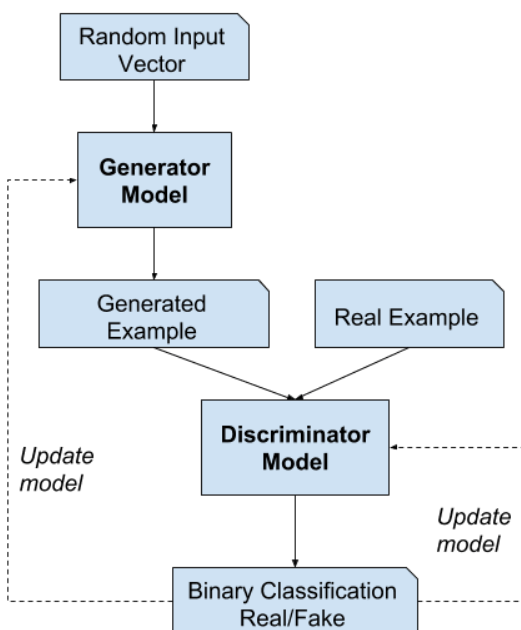 Random Input
Vector
Generator
Model
Generated
Example
Real Example
Discriminator
Model
Update
model
Update
model
Binary Classification
Real/Fake